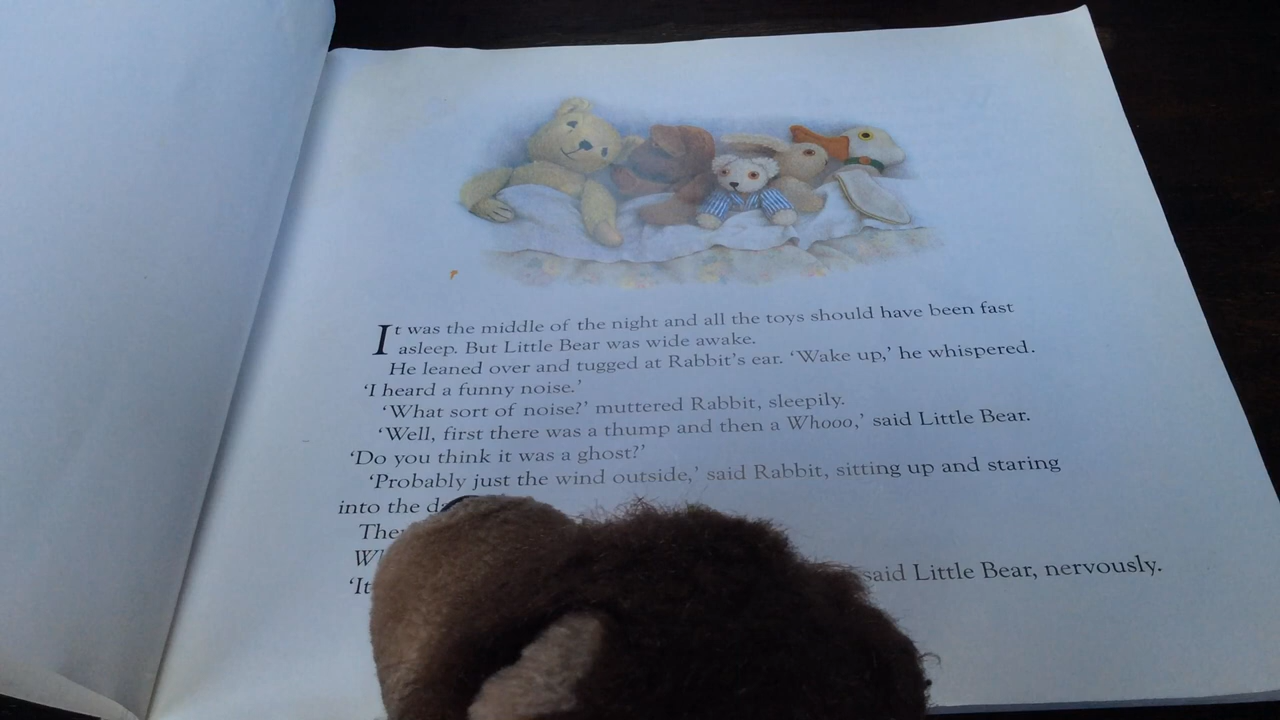 It was the middle of the night and all the toys should have been fast
asleep. But Little Bear was wide awake.
He leaned over and tugged at Rabbit's ear. ‘Wake up,’ he whispered.
‘I heard a funny noise.’
‘What sort of noise?’ muttered Rabbit, sleepily.
‘Well, first there was a thump and then a Whooo,’ said Little Bear.
‘Do you think it was a ghost?’
‘Probably just the wind outside,’ said Rabbit, sitting up and staring
into the
‘It said Little Bear, nervously.